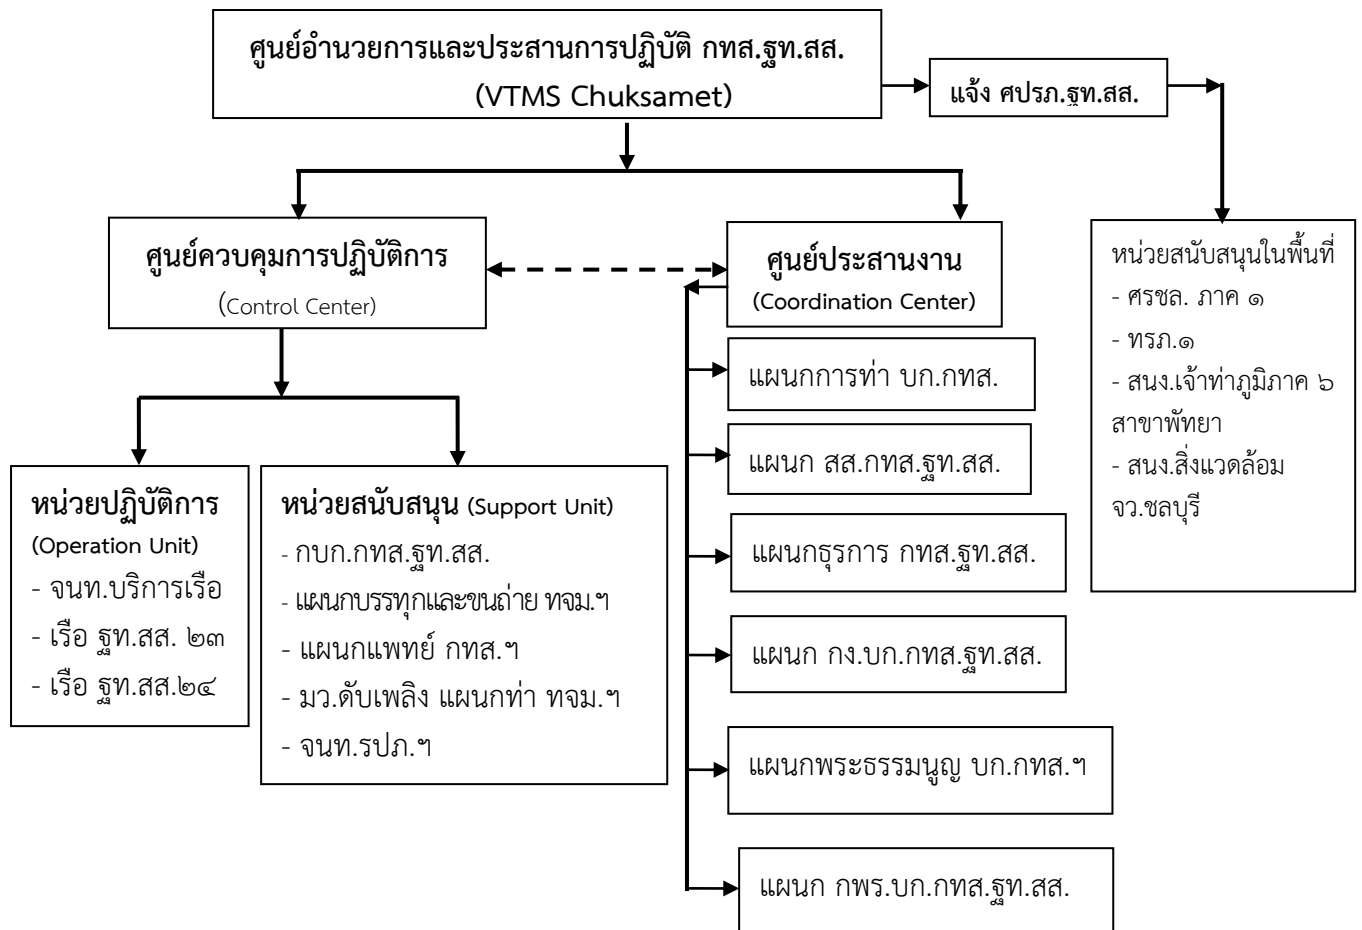 ศูนย์อำนวยการและประสานการปฏิบัติ กทส.ฐท.สส.
(VTMS Chuksamet)
แจ้ง ศปรภ.ฐท.สส.
ศูนย์ควบคุมการปฏิบัติการ
(Control Center)
ศูนย์ประสานงาน
(Coordination Center)
หน่วยสนับสนุนในพื้นที่
- ศรชล. ภาค ๑
- ทรภ.๑
- สนง.เจ้าท่าภูมิภาค ๖
สาขาพัทยา
- สนง.สิ่งแวดล้อม
จว.ชลบุรี
หน่วยปฏิบัติการ
(Operation Unit)
- จนท.บริการเรือ
- เรือ ฐท.สส. ๒๓
- เรือ ฐท.สส.๒๔
หน่วยสนับสนุน (Support Unit)
- กบก.กทส.ฐท.สส.
- แผนกบรรทุกและขนถ่าย ทจม.ฯ
- แผนกแพทย์ กทส.ฯ
- มว.ดับเพลิง แผนกท่า ทจม.ฯ
- จนท.รปภ.ฯ
แผนกการท่า บก.กทส.
แผนก สส.กทส.ฐท.สส.
แผนกธุรการ กทส.ฐท.สส.
แผนก กง.บก.กทส.ฐท.สส.
แผนกพระธรรมนูญ บก.กทส.ฯ
แผนก กพร.บก.กทส.ฐท.สส.